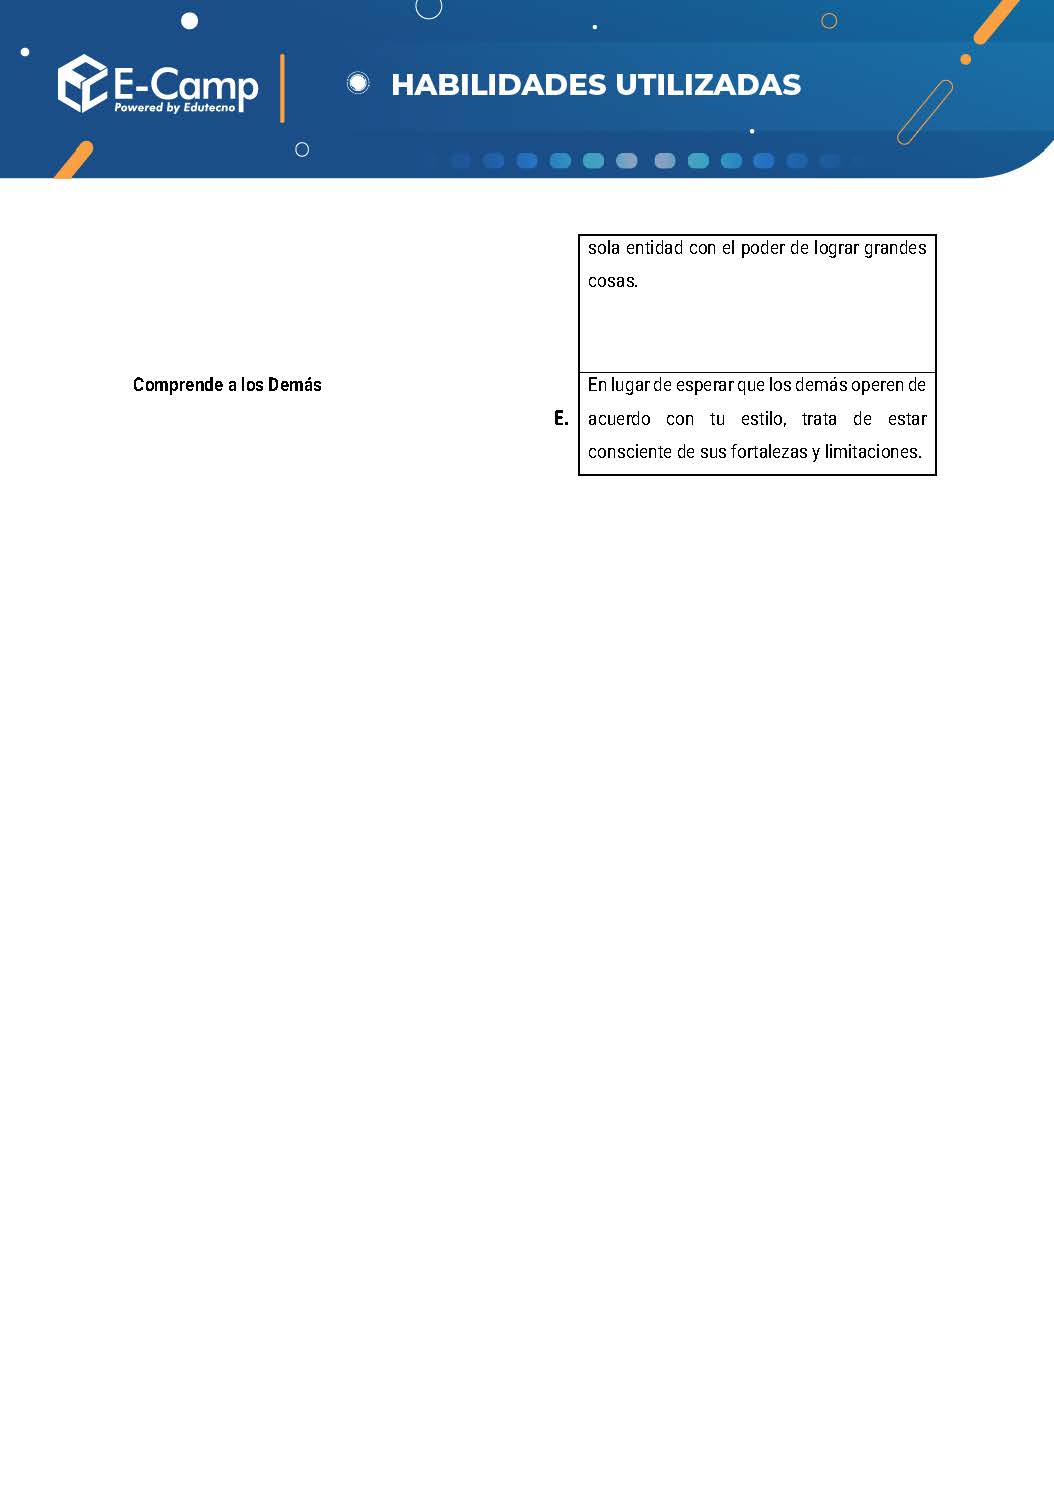 E-Camp
Powered by Edutecno
HABILIDADES UTILIZADAS
sola entidad con el poder de lograr grandes
cosas.
Comprende a los Demás
E.
En lugar de esperar que los demás operen de
acuerdo con tu estilo, trata de estar
consciente de sus fortalezas y limitaciones.